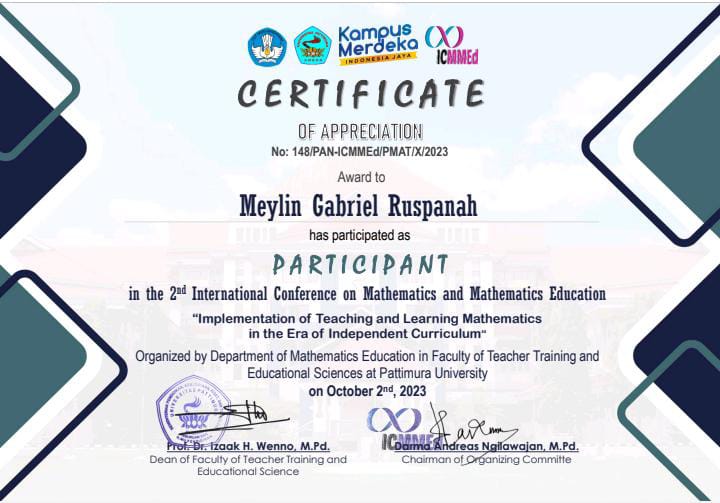 Kampus
Merdeka
INDONESIA JAYA
ICMMEd
CERTIFICATE
OF APPRECIATION
No: 148/PAN-ICMMEd/PMAT/X/2023
Award to
Meylin Gabriel Ruspanah
has participated as
PARTICIPANT
in the 2nd International Conference on Mathematics and Mathematics Education
“Implementation of Teaching and Learning Mathematics
in the Era of Independent Curriculum“
Organized by Department of Mathematics Education in Faculty of Teacher Training and
Educational Sciences at Pattimura University
on October 2nd, 2023
ICMMEd
Prof. Dr. Izaak H. Wenno, M.Pd.
Dean of Faculty of Teacher Training and
Educational Science
Darma Andreas Ngilawajan, M.Pd.
Chairman of Organizing Committe